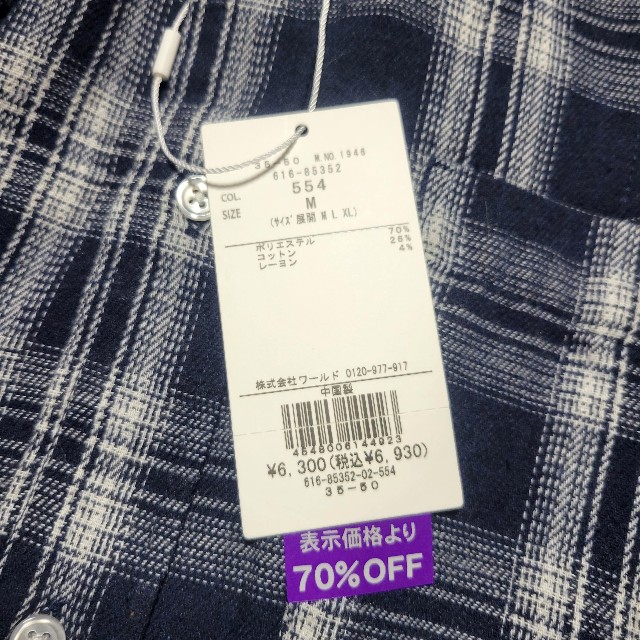 35-50 M.NO.1946
616-85352
COL. 554
SIZE M
(サイズ展開 M L XL)
ポリエステル 70%
コットン 26%
レーヨン 4%
株式会社ワールド 0120-977-917
中国製
4548006144923
¥6,300(税込¥6,930)
616-85352-02-554
35-50
表示価格より
70%OFF